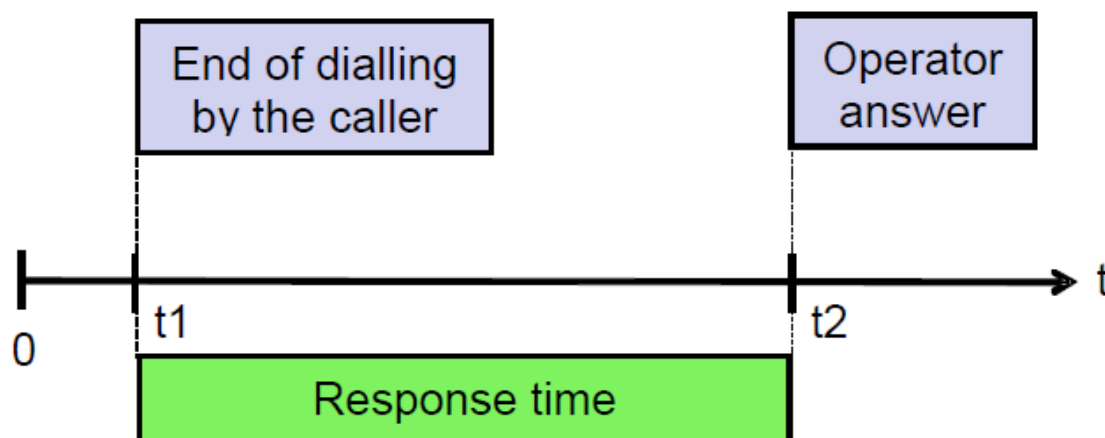 End of dialling
by the caller
Operator
answer
t
0
t1
t2
Response time